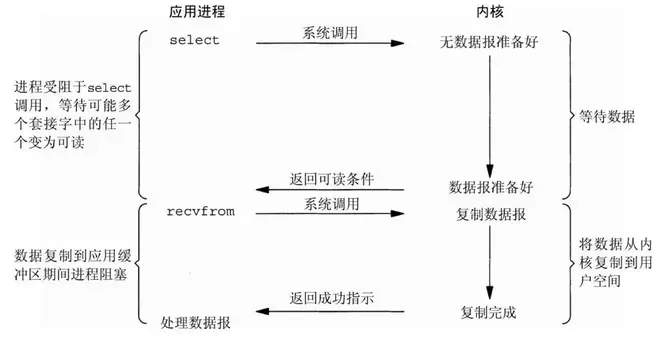 应用进程
内核
select
系统调用
无数据报准备好
进程受阻于select
调用，等待可能多
个套接字中的任一
个变为可读
等待数据
返回可读条件
数据报准备好
recvfrom
系统调用
复制数据报
数据复制到应用缓
冲区期间进程阻塞
将数据从内
核复制到用
户空间
返回成功指示
复制完成
处理数据报